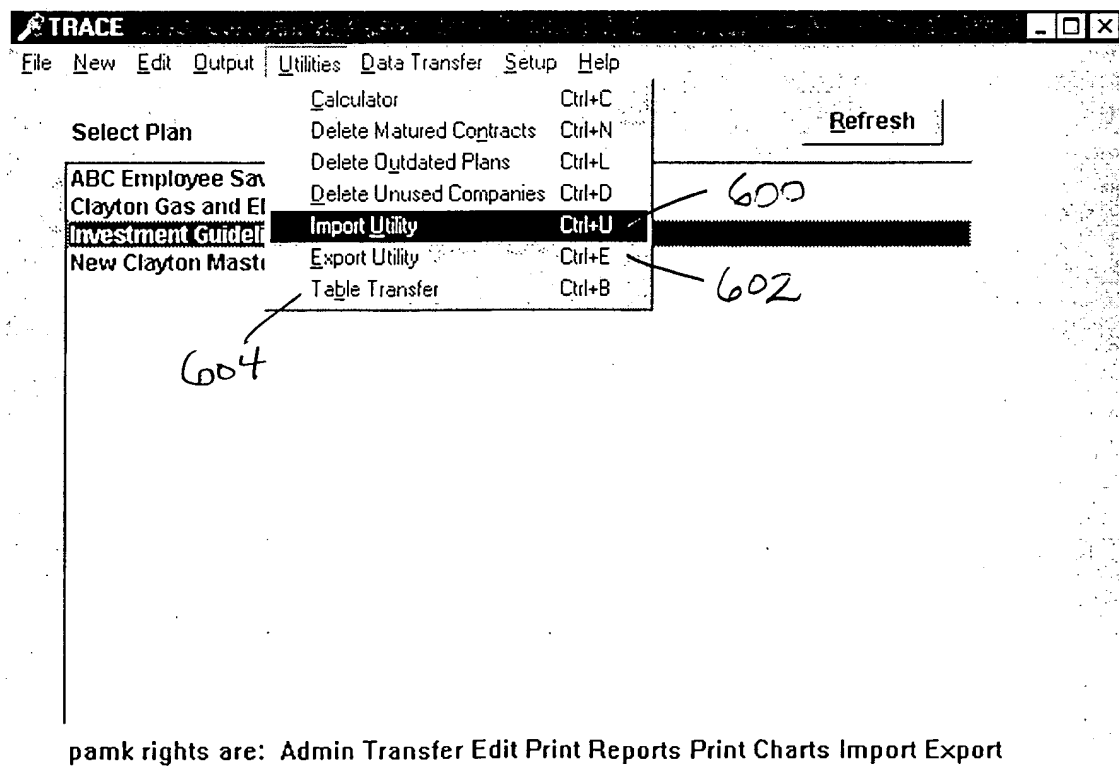 TRACE
File New Edit Output Utilities Data Transfer Setup Help
Calculator Ctrl+C
Select Plan
Delete Matured Contracts Ctrl+N
Refresh
Delete Outdated Plans Ctrl+L
ABC Employee Sav
Delete Unused Companies Ctrl+D
600
Clayton Gas and El
Import Utility Ctrl+U
Investment Guideli
Export Utility Ctrl+E
New Clayton Maste
Table Transfer Ctrl+B
602
604
pamk rights are: Admin Transfer Edit Print Reports Print Charts Import Export